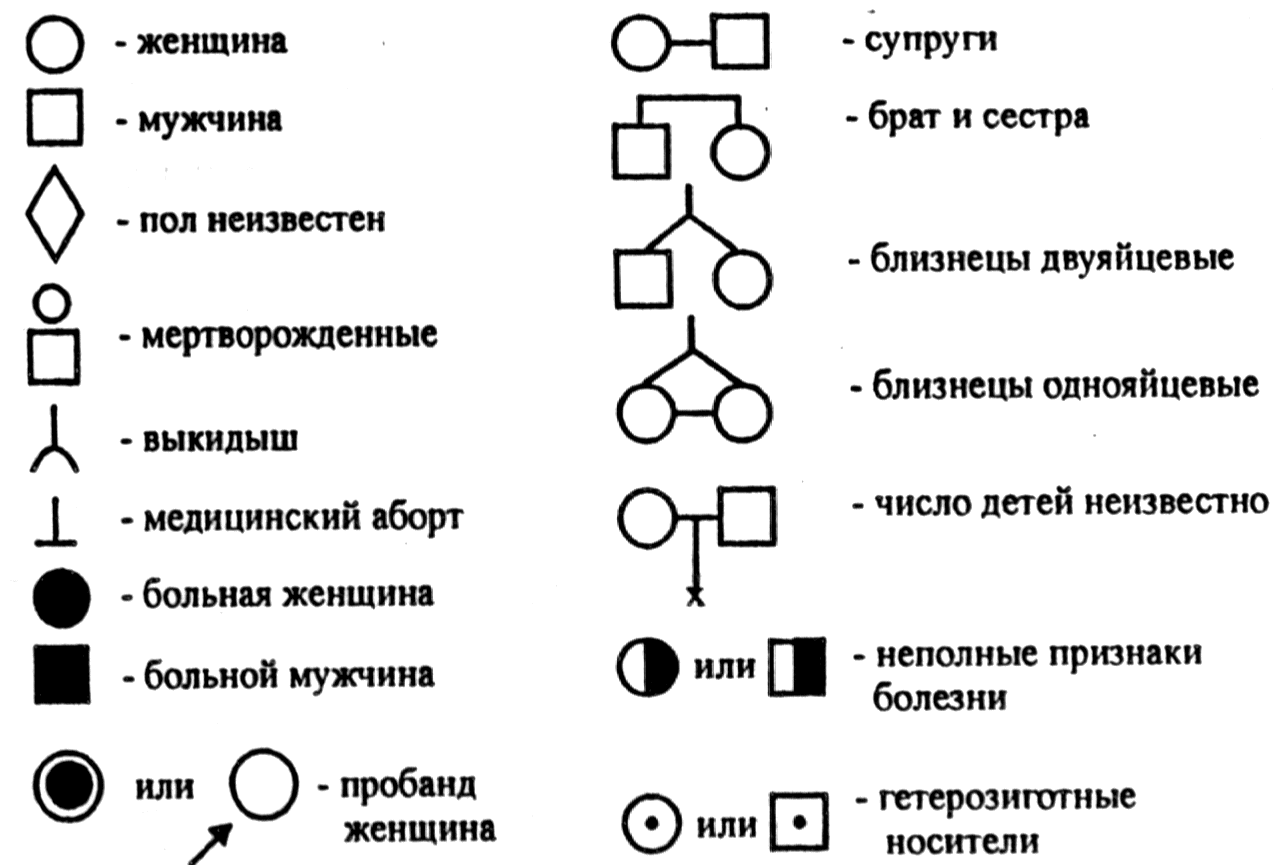 - женщина
- мужчина
- пол неизвестен
- мертворожденные
- выкидыш
- медицинский аборт
- больная женщина
- больной мужчина
или
- пробанд
женщина
- супруги
- брат и сестра
- близнецы двуяйцевые
- близнецы однояйцевые
- число детей неизвестно
x
или
- неполные признаки
болезни
или
- гетерозиготные
носители